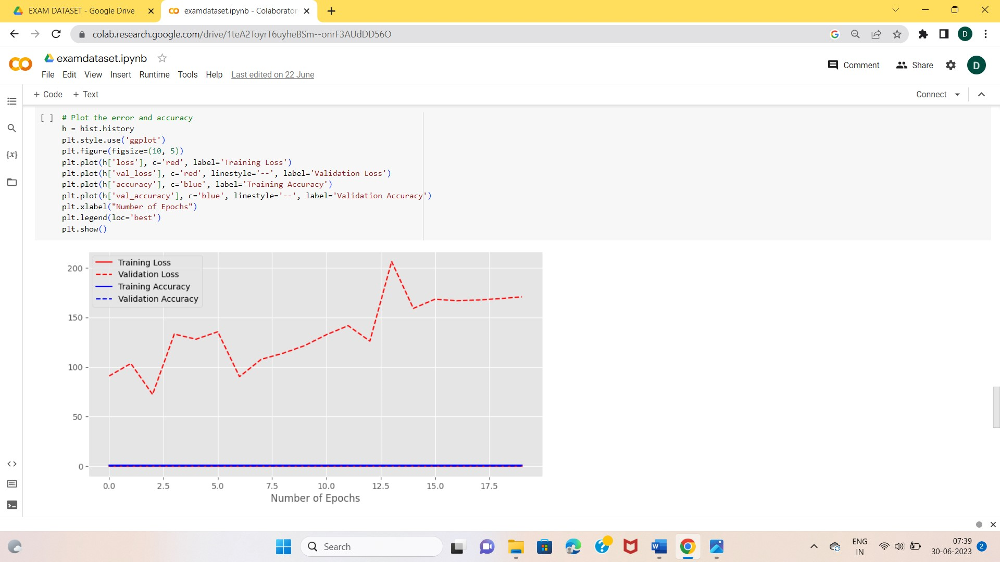 EXAM DATASET - Google Drive
examdataset.ipynb - Colaborator
colab.research.google.com/drive/1teA2ToyrT6uyheBSm--onrF3AUdDD56O
D
examdataset.ipynb
File Edit View Insert Runtime Tools Help Last edited on 22 June
Comment Share D
+ Code + Text
Connect
[ ] # Plot the error and accuracy
h = hist.history
plt.style.use('ggplot')
plt.figure(figsize=(10, 5))
plt.plot(h['loss'], c='red', label='Training Loss')
plt.plot(h['val_loss'], c='red', linestyle='--', label='Validation Loss')
plt.plot(h['accuracy'], c='blue', label='Training Accuracy')
plt.plot(h['val_accuracy'], c='blue', linestyle='--', label='Validation Accuracy')
plt.xlabel("Number of Epochs")
plt.legend(loc='best')
plt.show()
{x}
Training Loss
Validation Loss
Training Accuracy
Validation Accuracy
200
150
100
50
0
0.0 2.5 5.0 7.5 10.0 12.5 15.0 17.5
Number of Epochs
Search
W
ENG
IN
07:39
30-06-2023
2